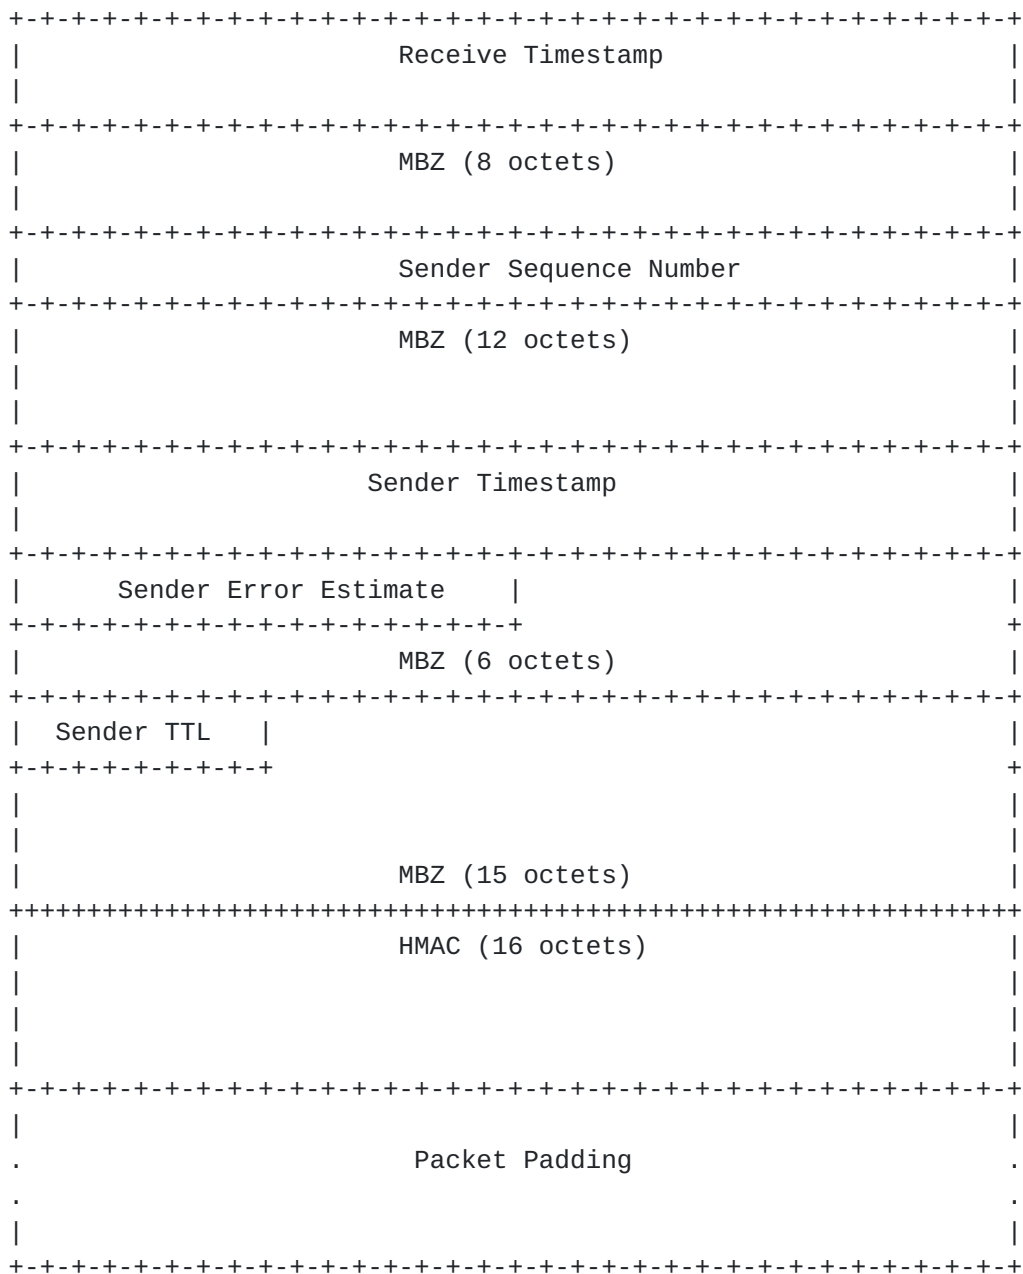 +-+-+-+-+-+-+-+-+-+-+-+-+-+-+-+-+-+-+-+-+-+-+-+-+-+-+-+-+-+-+-+-+
|                        Receive Timestamp                      |
|                                                               |
+-+-+-+-+-+-+-+-+-+-+-+-+-+-+-+-+-+-+-+-+-+-+-+-+-+-+-+-+-+-+-+-+
|                        MBZ (8 octets)                         |
|                                                               |
+-+-+-+-+-+-+-+-+-+-+-+-+-+-+-+-+-+-+-+-+-+-+-+-+-+-+-+-+-+-+-+-+
|                        Sender Sequence Number                 |
+-+-+-+-+-+-+-+-+-+-+-+-+-+-+-+-+-+-+-+-+-+-+-+-+-+-+-+-+-+-+-+-+
|                        MBZ (12 octets)                        |
|                                                               |
|                                                               |
+-+-+-+-+-+-+-+-+-+-+-+-+-+-+-+-+-+-+-+-+-+-+-+-+-+-+-+-+-+-+-+-+
|                      Sender Timestamp                         |
|                                                               |
+-+-+-+-+-+-+-+-+-+-+-+-+-+-+-+-+-+-+-+-+-+-+-+-+-+-+-+-+-+-+-+-+
|      Sender Error Estimate    |                               |
+-+-+-+-+-+-+-+-+-+-+-+-+-+-+-+-+                               +
|                        MBZ (6 octets)                         |
+-+-+-+-+-+-+-+-+-+-+-+-+-+-+-+-+-+-+-+-+-+-+-+-+-+-+-+-+-+-+-+-+
|  Sender TTL   |                                               |
+-+-+-+-+-+-+-+-+                                               +
|                                                               |
|                                                               |
|                        MBZ (15 octets)                        |
+++++++++++++++++++++++++++++++++++++++++++++++++++++++++++++++++
|                        HMAC (16 octets)                       |
|                                                               |
|                                                               |
|                                                               |
+-+-+-+-+-+-+-+-+-+-+-+-+-+-+-+-+-+-+-+-+-+-+-+-+-+-+-+-+-+-+-+-+
|                                                               |
.                         Packet Padding                        .
.                                                               .
|                                                               |
+-+-+-+-+-+-+-+-+-+-+-+-+-+-+-+-+-+-+-+-+-+-+-+-+-+-+-+-+-+-+-+-+